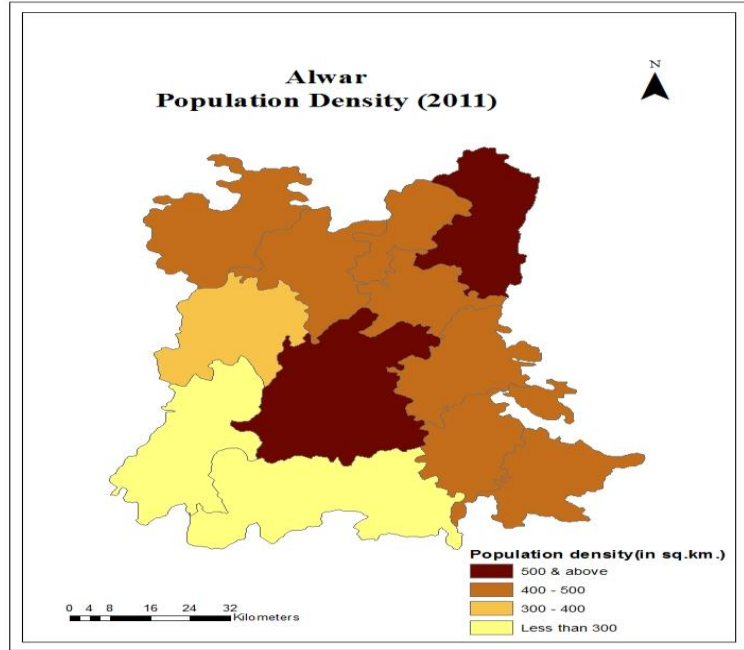 Alwar
Population Density (2011)
N
Population density(in sq.km.)
500 & above
400 - 500
300 - 400
Less than 300
0 4 8 16 24 32
Kilometers